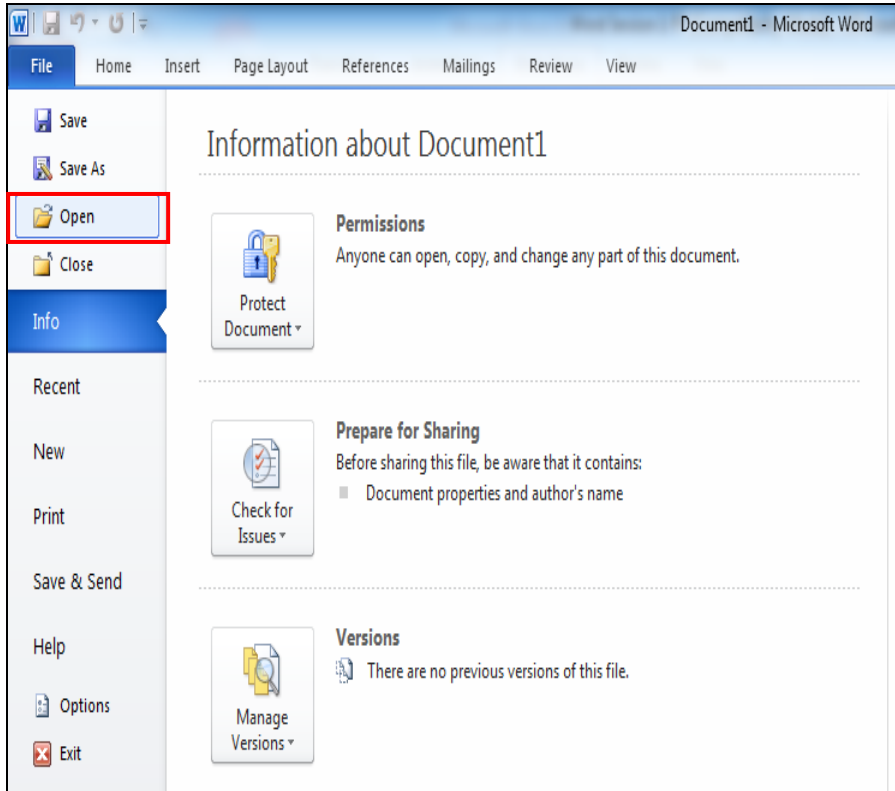 W
Document1 - Microsoft Word
File Home Insert Page Layout References Mailings Review View
Save
Save As
Open
Close
Info
Recent
New
Print
Save & Send
Help
Options
Exit
Information about Document1
Protect
Document
Permissions
Anyone can open, copy, and change any part of this document.
Check for
Issues
Prepare for Sharing
Before sharing this file, be aware that it contains:
Document properties and author's name
Manage
Versions
Versions
There are no previous versions of this file.